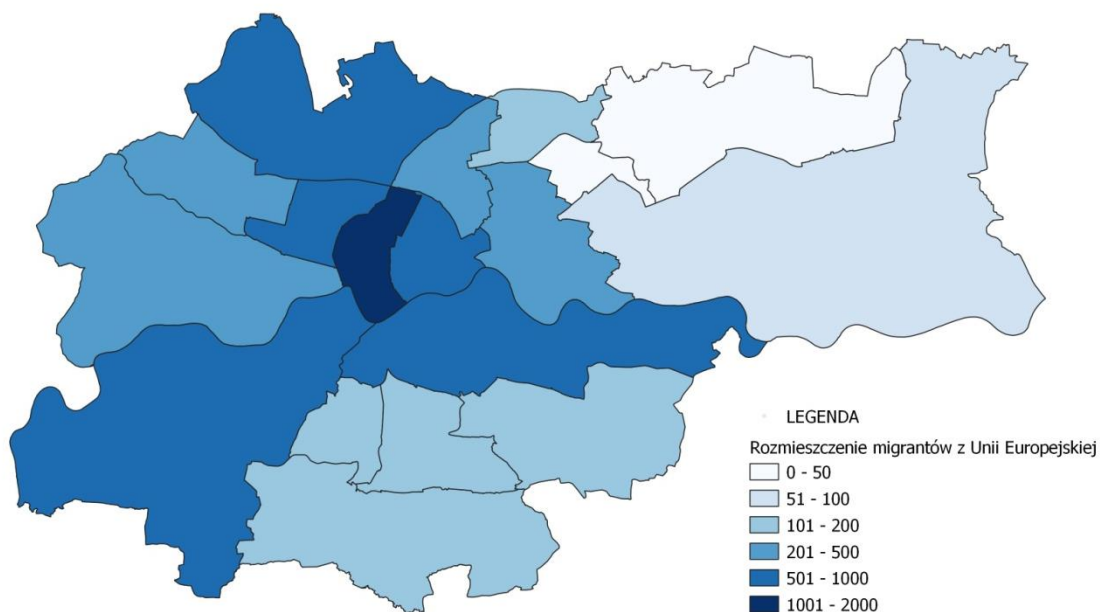 LEGENDA
Rozmieszczenie migrantów z Unii Europejskiej
0 - 50
51 - 100
101 - 200
201 - 500
501 - 1000
1001 - 2000